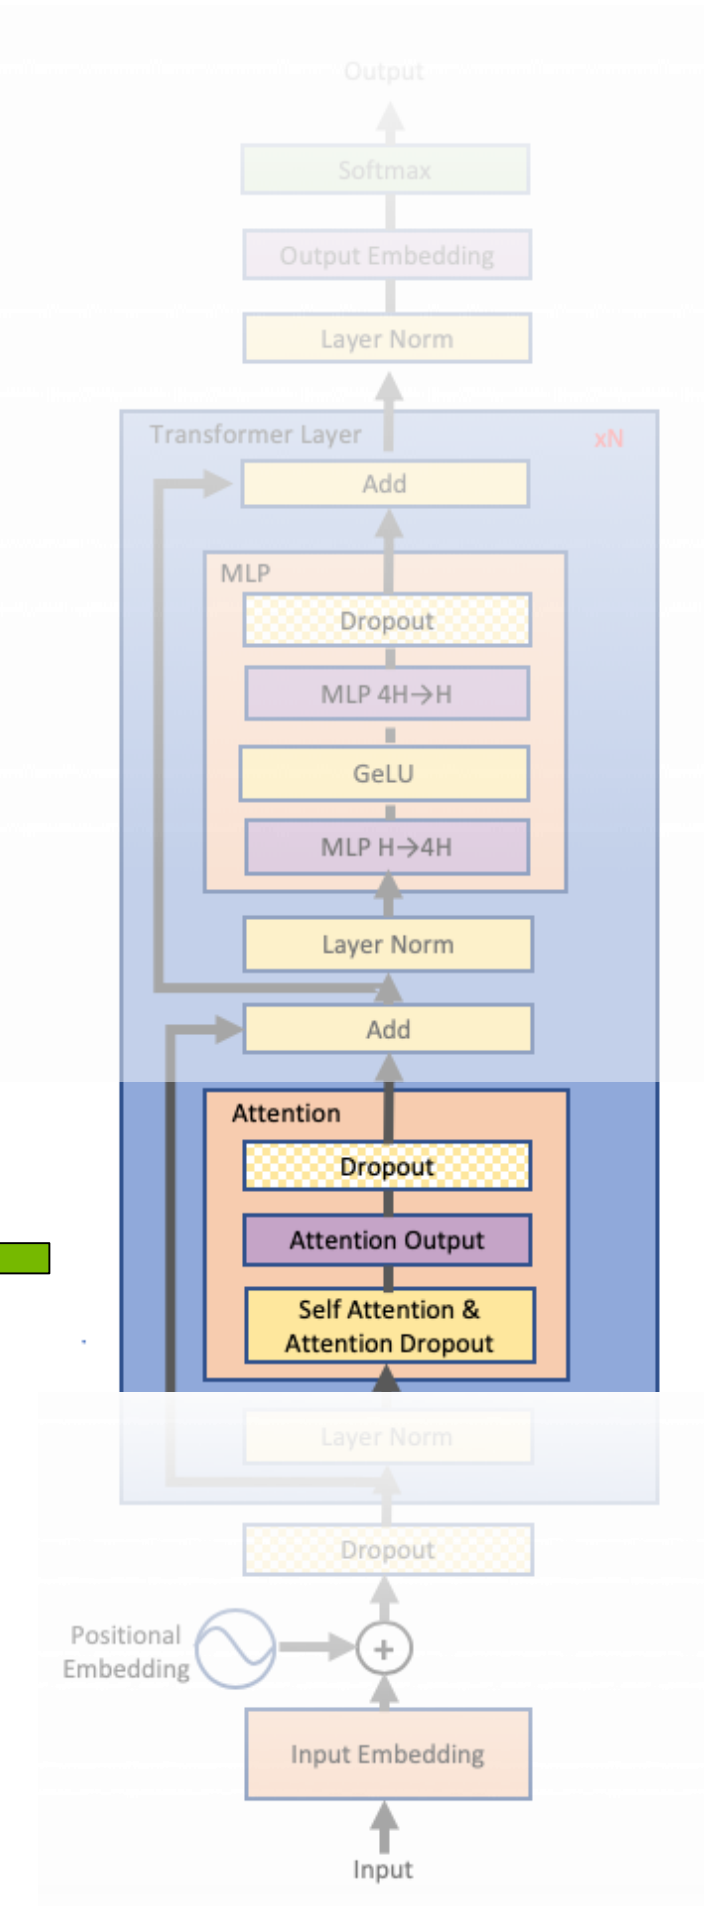 Output
Softmax
Output Embedding
Layer Norm
Transformer Layer
xN
Add
MLP
Dropout
MLP 4H→H
GeLU
MLP H→4H
Layer Norm
Add
Attention
Dropout
Attention Output
Self Attention &
Attention Dropout
Layer Norm
Dropout
Positional
Embedding
+
Input Embedding
Input